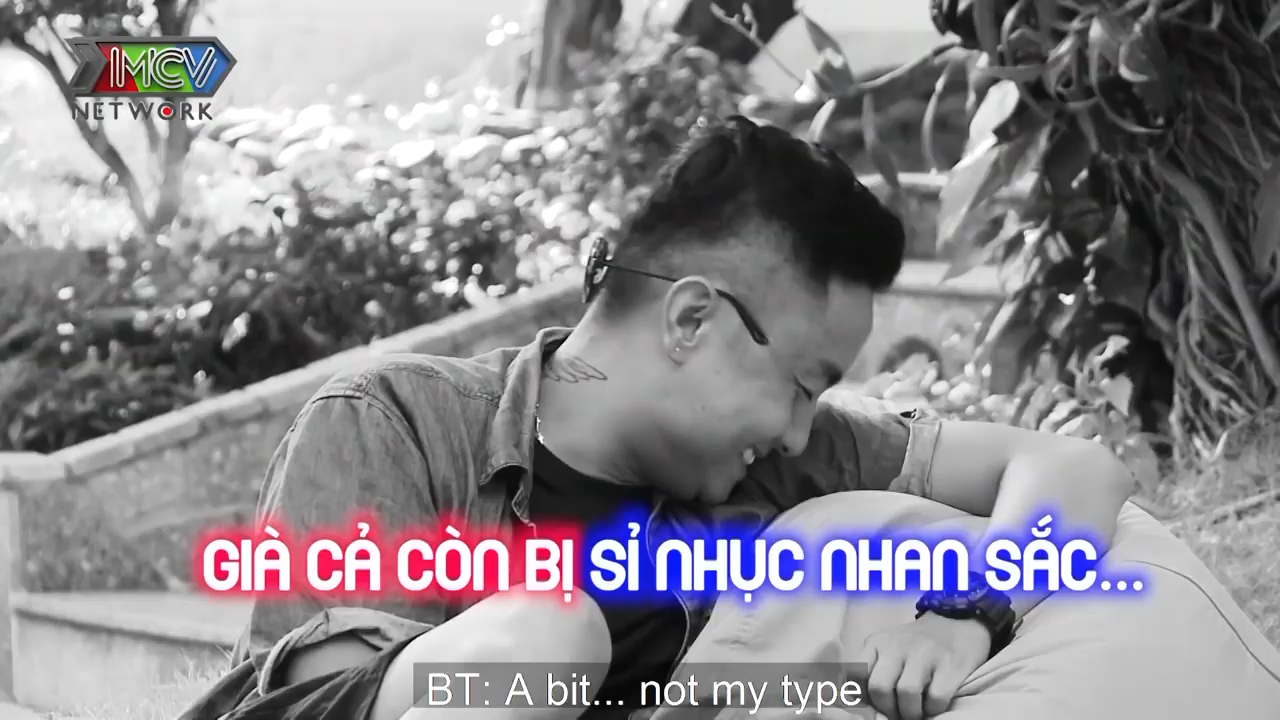 MCV
NETWORK
GIÀ CẢ CÒN BỊ SỈ NHỤC NHAN SẮC...
BT: A bit... not my type